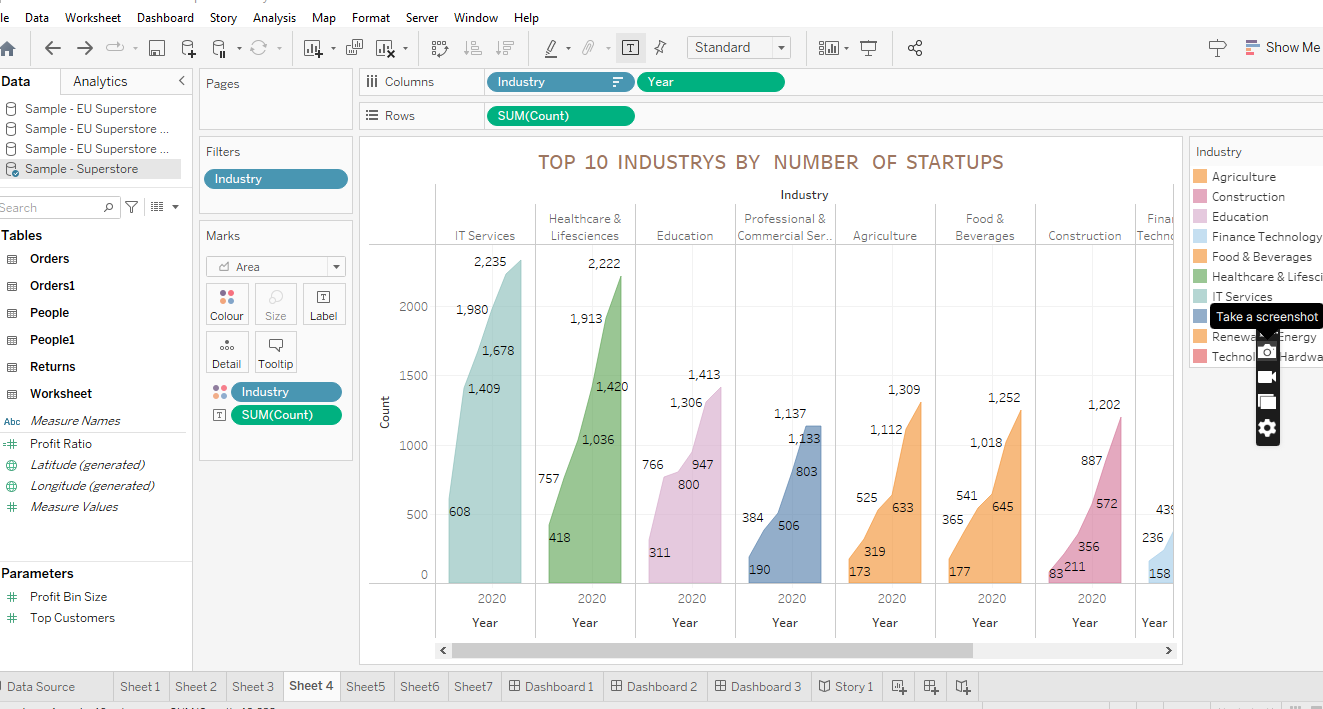 le Data Worksheet Dashboard Story Analysis Map Format Server Window Help
Standard
Show Me
Data
Analytics
Sample - EU Superstore
Sample - EU Superstore ...
Sample - EU Superstore ...
Sample - Superstore
Search
Tables
Orders
Orders1
People
People1
Returns
Worksheet
Abc Measure Names
Profit Ratio
Latitude (generated)
Longitude (generated)
Measure Values
Parameters
Profit Bin Size
Top Customers
Pages
Filters
Industry
Marks
Area
Colour Size Label
Detail Tooltip
Industry
SUM(Count)
Columns Industry Year
Rows SUM(Count)
TOP 10 INDUSTRYS BY NUMBER OF STARTUPS
Industry
IT Services
Healthcare &
Lifesciences
Education
Professional &
Commercial Ser..
Agriculture
Food &
Beverages
Construction
Finan
Techno
Count
2000
1500
1000
500
0
2,235
1,980
1,678
1,409
608
2,222
1,913
1,420
1,036
757
418
1,413
1,306
947
800
766
311
1,137
1,133
803
506
384
190
1,309
1,112
633
525
319
173
1,252
1,018
645
541
365
177
1,202
887
572
356
211
83
439
236
158
2020 2020 2020 2020 2020 2020 2020
Year Year Year Year Year Year Year Year
Industry
Agriculture
Construction
Education
Finance Technology
Food & Beverages
Healthcare & Lifesci
IT Services
Take a screenshot
Renew Energy
Technol Hardwa
Data Source Sheet 1 Sheet 2 Sheet 3 Sheet 4 Sheet5 Sheet6 Sheet7 Dashboard 1 Dashboard 2 Dashboard 3 Story 1